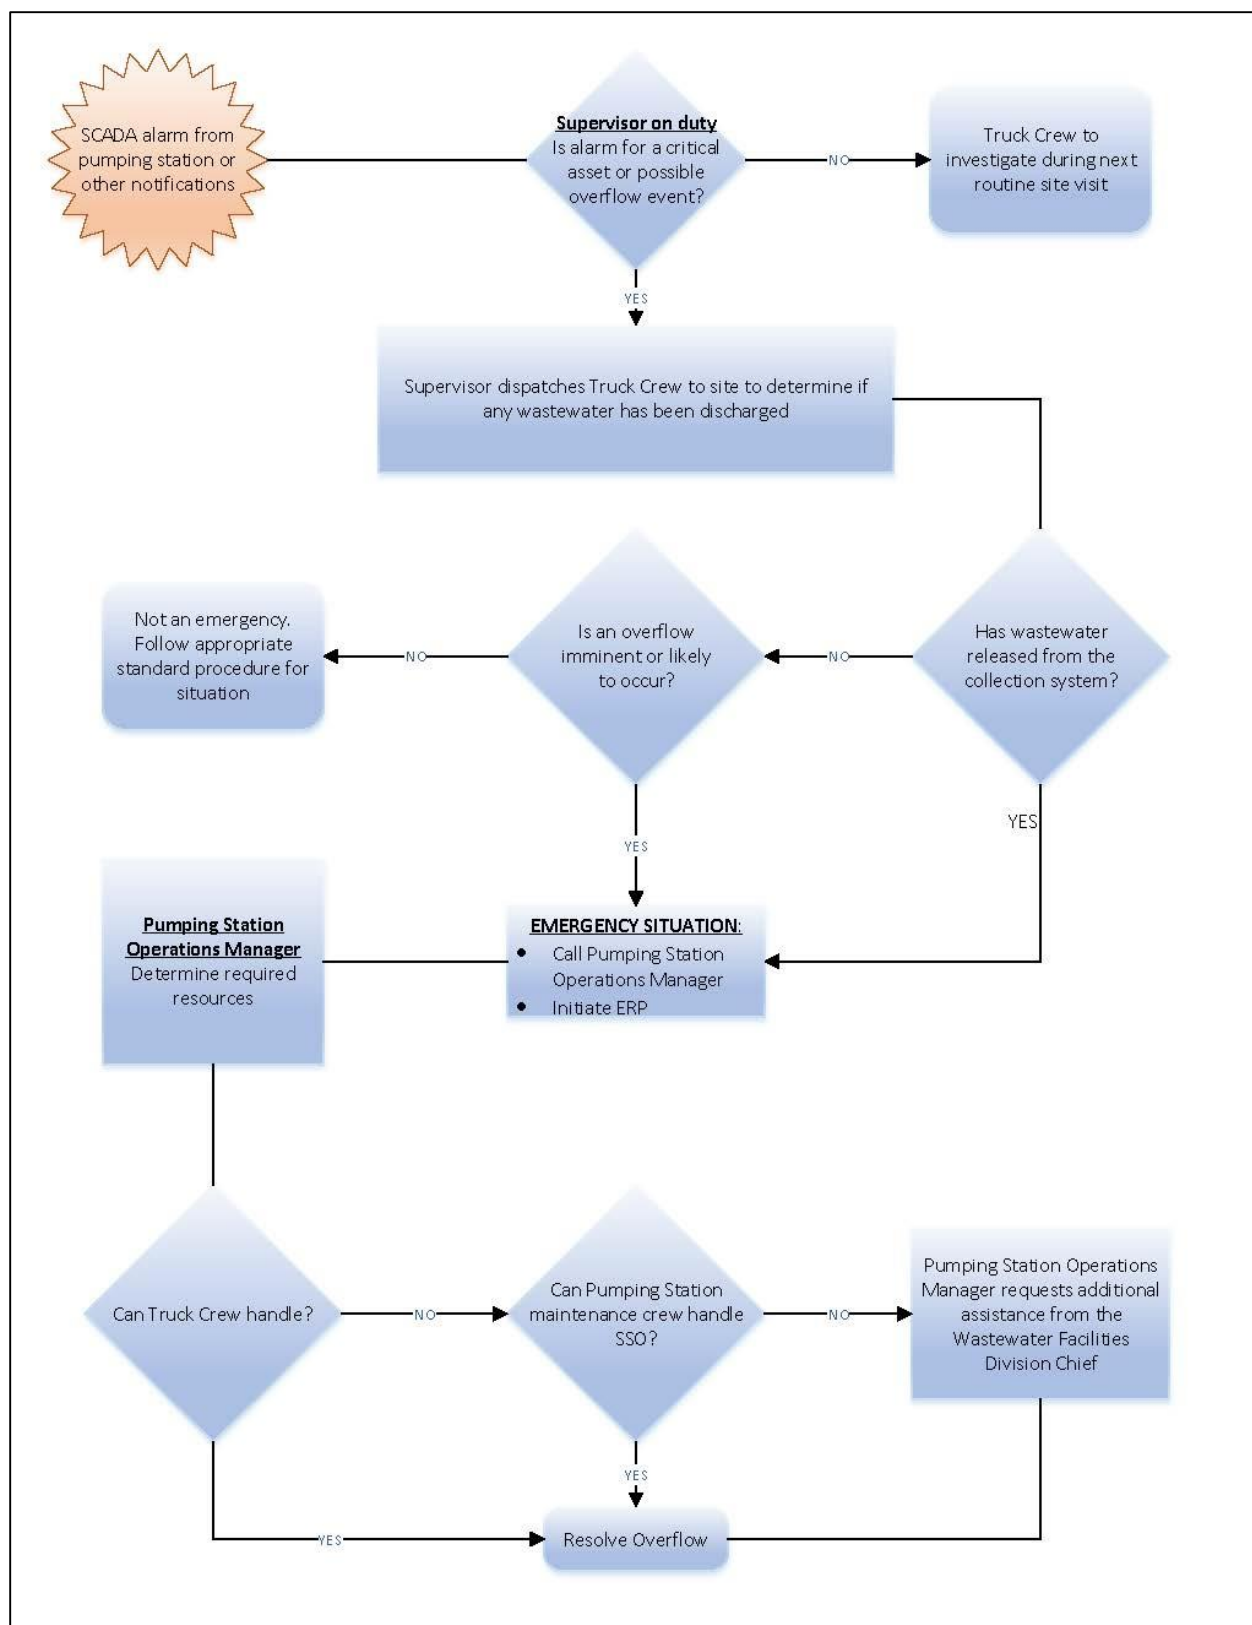 SCADA alarm from
pumping station or
other notifications
Supervisor on duty
Is alarm for a critical
asset or possible
overflow event?
NO
Truck Crew to
investigate during next
routine site visit
YES
Supervisor dispatches Truck Crew to site to determine if
any wastewater has been discharged
Has wastewater
released from the
collection system?
NO
Is an overflow
imminent or likely
to occur?
NO
Not an emergency.
Follow appropriate
standard procedure for
situation
YES
YES
EMERGENCY SITUATION:
• Call Pumping Station
Operations Manager
• Initiate ERP
Pumping Station
Operations Manager
Determine required
resources
Can Truck Crew handle?
NO
Can Pumping Station
maintenance crew handle
SSO?
NO
Pumping Station Operations
Manager requests additional
assistance from the
Wastewater Facilities
Division Chief
YES
YES
Resolve Overflow